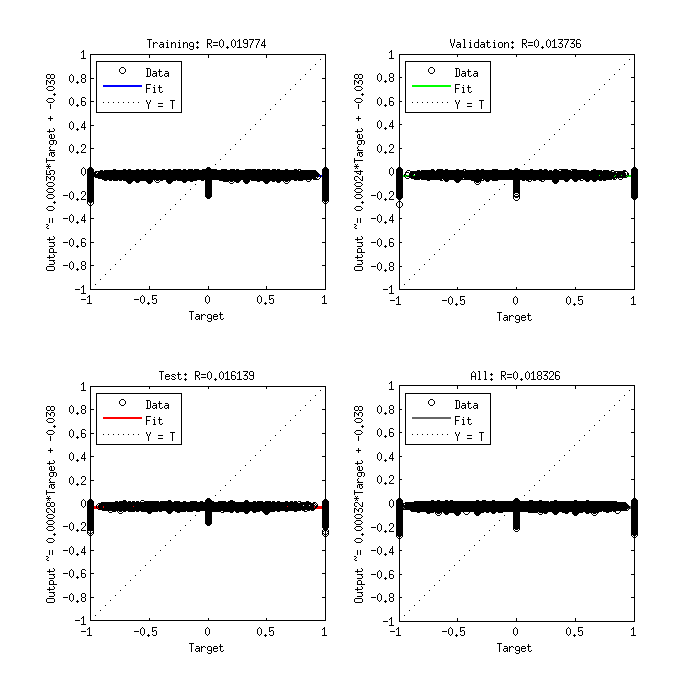 Training: R=0.019774
Output ~= 0.00035*Target + -0.038
1
0.8
0.6
0.4
0.2
0
-0.2
-0.4
-0.6
-0.8
-1
Data
Fit
Y = T
-1 -0.5 0 0.5 1
Target
Validation: R=0.013736
Output ~= 0.00024*Target + -0.038
1
0.8
0.6
0.4
0.2
0
-0.2
-0.4
-0.6
-0.8
-1
Data
Fit
Y = T
-1 -0.5 0 0.5 1
Target
Test: R=0.016139
Output ~= 0.00028*Target + -0.038
1
0.8
0.6
0.4
0.2
0
-0.2
-0.4
-0.6
-0.8
-1
Data
Fit
Y = T
-1 -0.5 0 0.5 1
Target
All: R=0.018326
Output ~= 0.00032*Target + -0.038
1
0.8
0.6
0.4
0.2
0
-0.2
-0.4
-0.6
-0.8
-1
Data
Fit
Y = T
-1 -0.5 0 0.5 1
Target